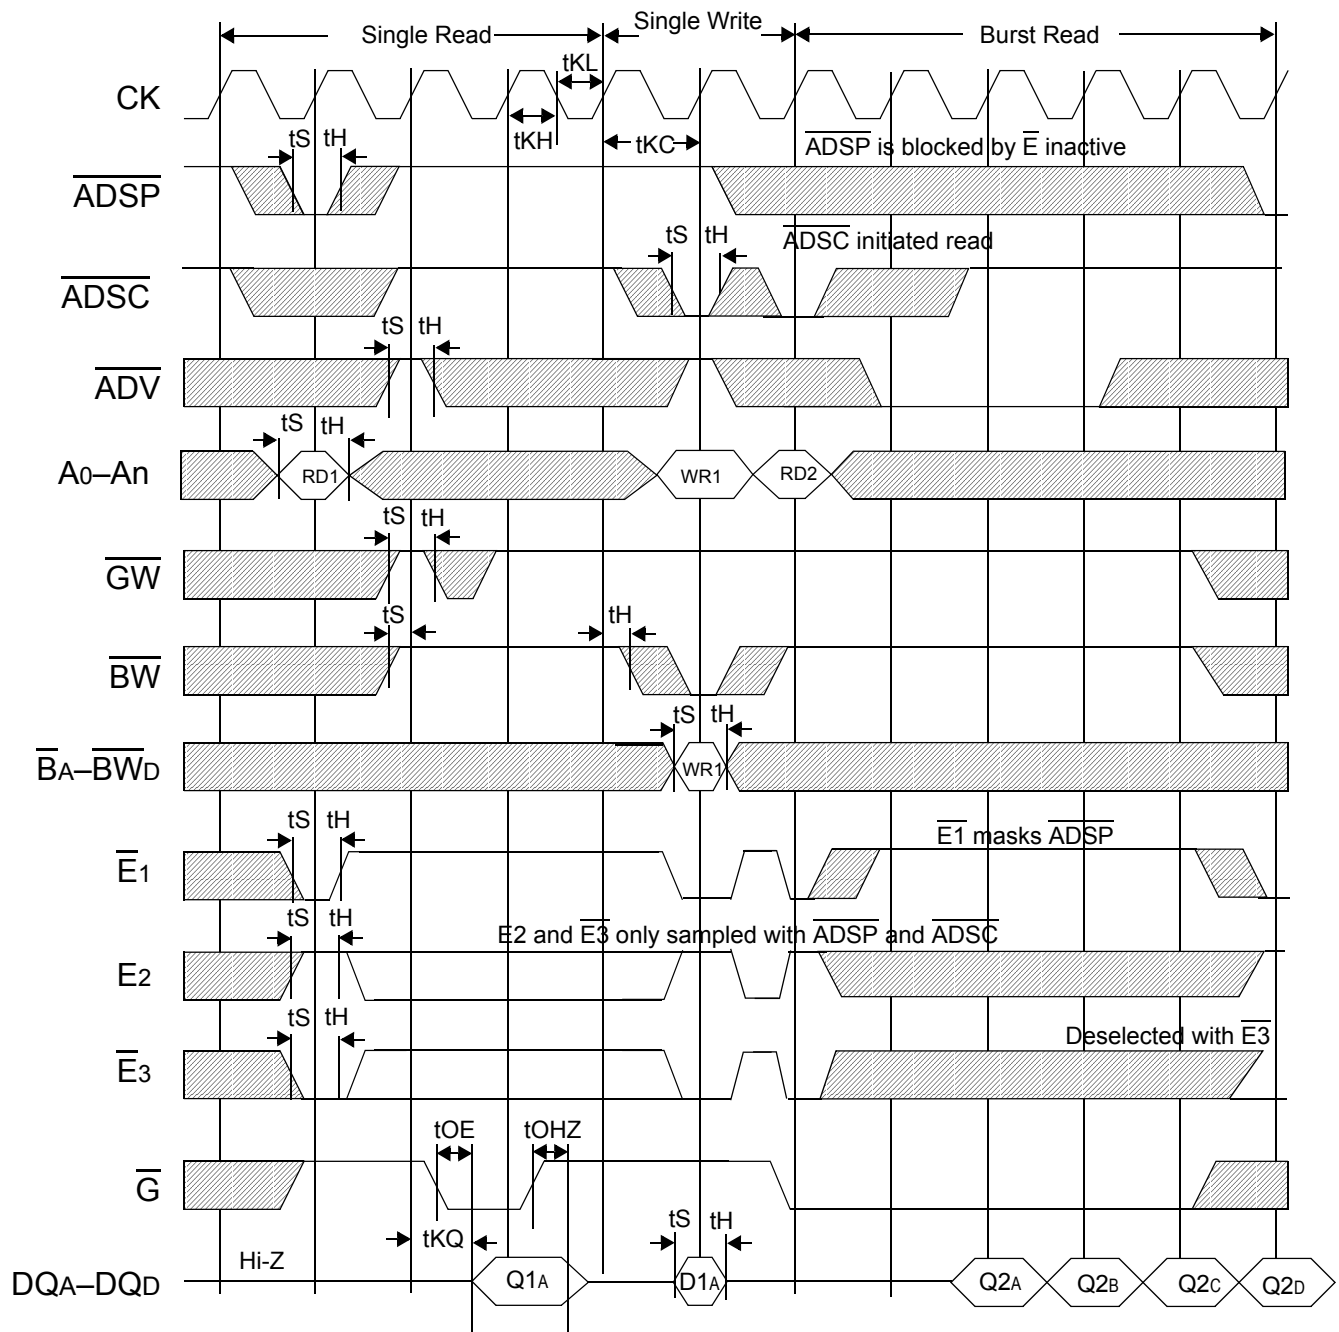 Single Read
Single Write
Burst Read
CK
tKL
tKH
tKC
ADSP is blocked by E inactive
tS tH
ADSP
tS tH
ADSC initiated read
ADSC
tS tH
ADV
tS tH
A0–An
RD1
WR1
RD2
tS tH
GW
tS
tH
BW
tS tH
BA–BWD
WR1
tS tH
E1 masks ADSP
E1
tS tH
E2 and E3 only sampled with ADSP and ADSC
E2
tS tH
Deselected with E3
E3
tOE
tOHZ
G
tS tH
tKQ
Hi-Z
DQA–DQD
Q1A
D1A
Q2A
Q2B
Q2C
Q2D